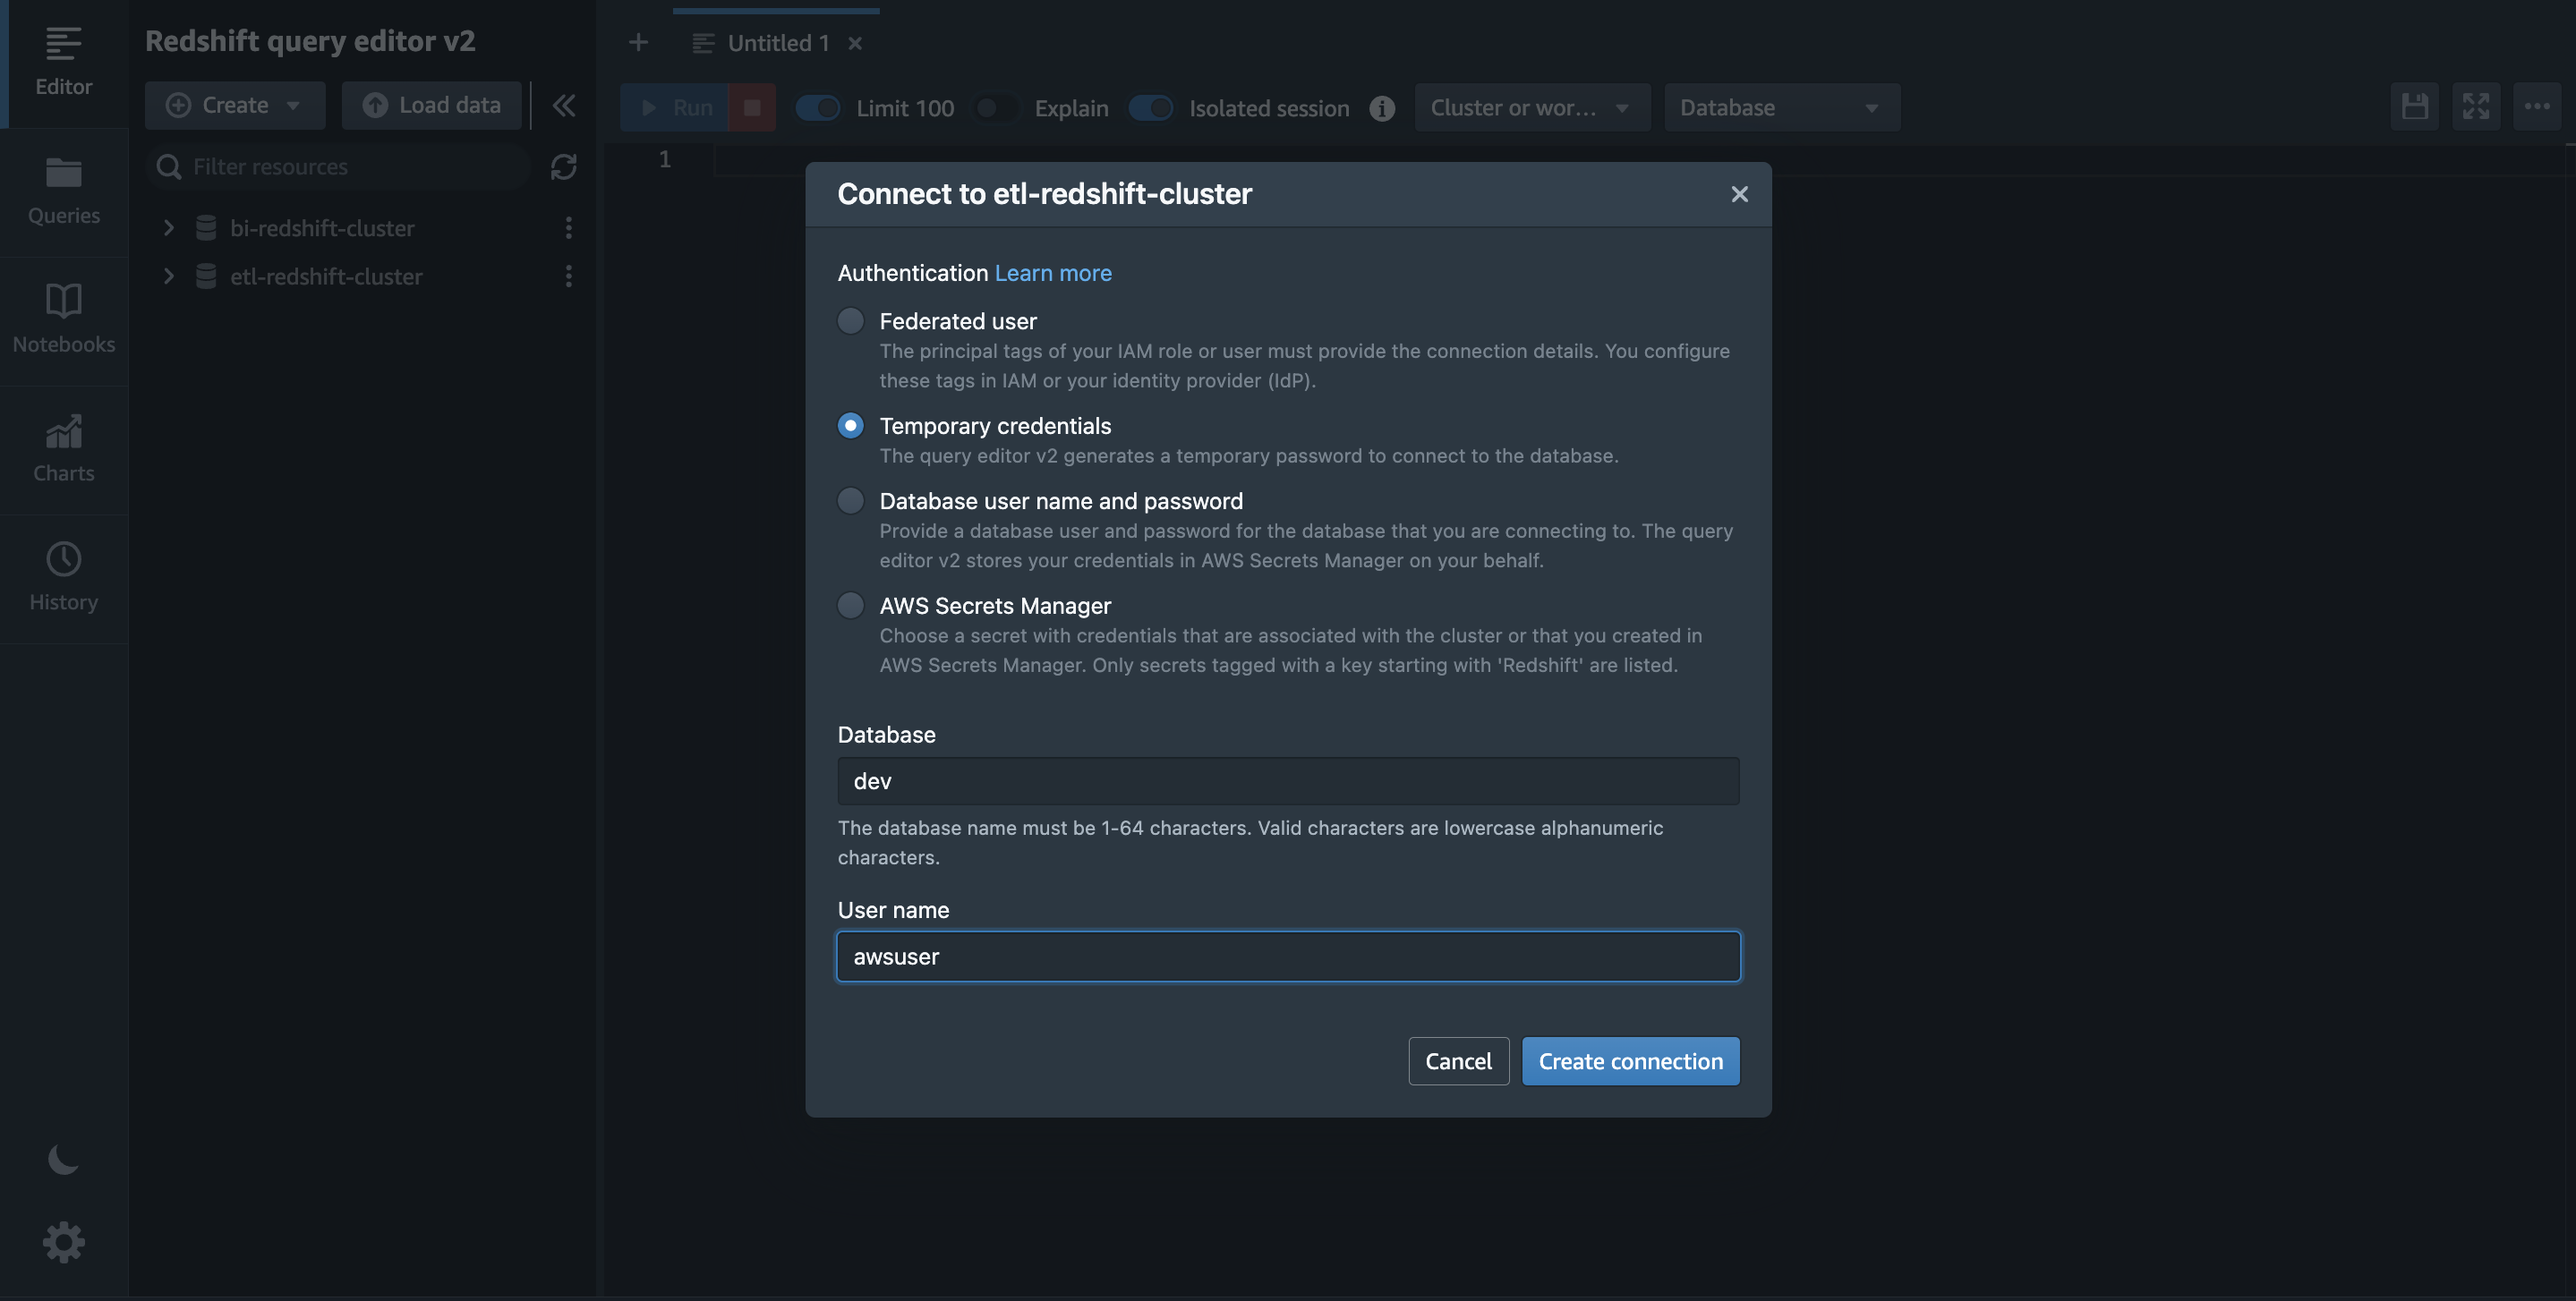 Editor
Queries
Notebooks
Charts
History
Redshift query editor v2
Create
Load data
Filter resources
bi-redshift-cluster
etl-redshift-cluster
Untitled 1
Run
Limit 100
Explain
Isolated session
Cluster or wor...
Database
1
Connect to etl-redshift-cluster
Authentication Learn more
Federated user
The principal tags of your IAM role or user must provide the connection details. You configure
these tags in IAM or your identity provider (IdP).
Temporary credentials
The query editor v2 generates a temporary password to connect to the database.
Database user name and password
Provide a database user and password for the database that you are connecting to. The query
editor v2 stores your credentials in AWS Secrets Manager on your behalf.
AWS Secrets Manager
Choose a secret with credentials that are associated with the cluster or that you created in
AWS Secrets Manager. Only secrets tagged with a key starting with 'Redshift' are listed.
Database
dev
The database name must be 1-64 characters. Valid characters are lowercase alphanumeric
characters.
User name
awsuser
Cancel
Create connection